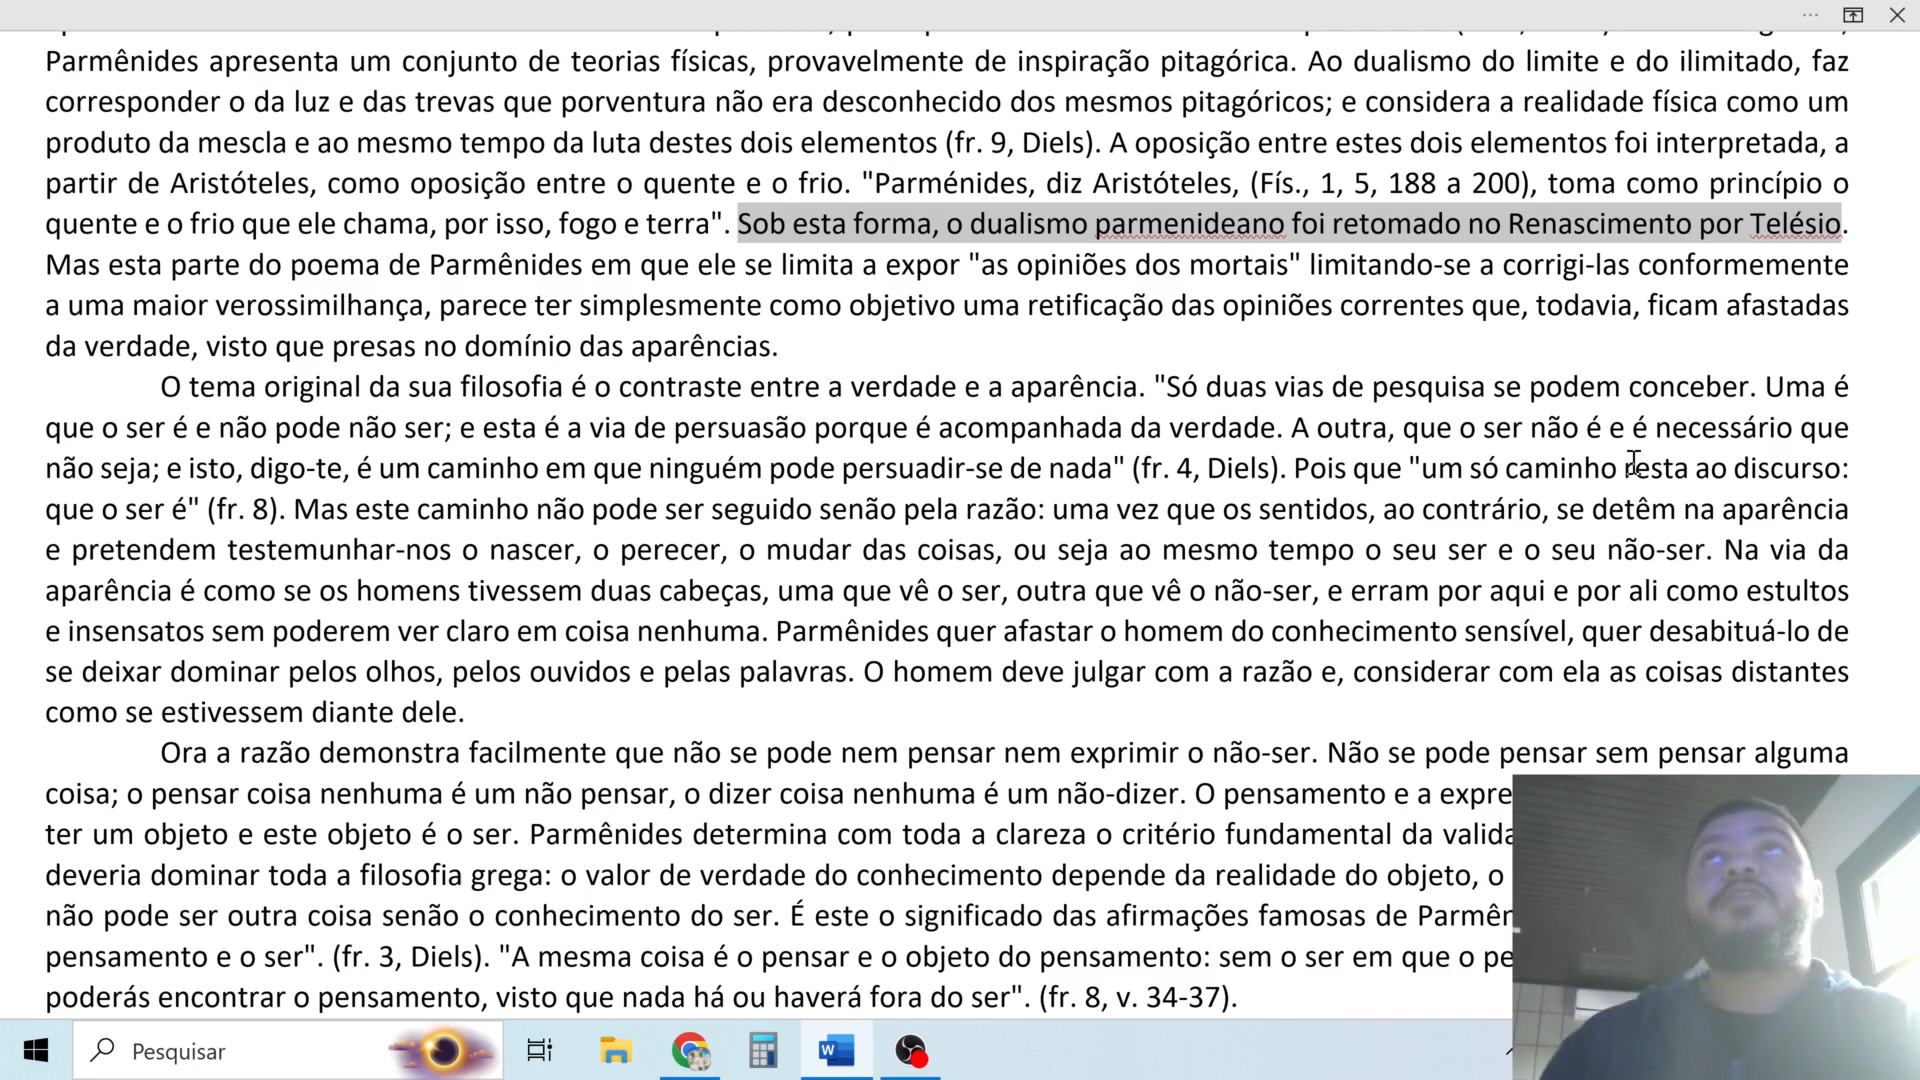 Parmênides apresenta um conjunto de teorias físicas, provavelmente de inspiração pitagórica. Ao dualismo do limite e do ilimitado, faz
corresponder o da luz e das trevas que porventura não era desconhecido dos mesmos pitagóricos; e considera a realidade física como um
produto da mescla e ao mesmo tempo da luta destes dois elementos (fr. 9, Diels). A oposição entre estes dois elementos foi interpretada, a
partir de Aristóteles, como oposição entre o quente e o frio. "Parménides, diz Aristóteles, (Fís., 1, 5, 188 a 200), toma como princípio o
quente e o frio que ele chama, por isso, fogo e terra". Sob esta forma, o dualismo parmenideano foi retomado no Renascimento por Telésio.
Mas esta parte do poema de Parmênides em que ele se limita a expor "as opiniões dos mortais" limitando-se a corrigi-las conformemente
a uma maior verossimilhança, parece ter simplesmente como objetivo uma retificação das opiniões correntes que, todavia, ficam afastadas
da verdade, visto que presas no domínio das aparências.
O tema original da sua filosofia é o contraste entre a verdade e a aparência. "Só duas vias de pesquisa se podem conceber. Uma é
que o ser é e não pode não ser; e esta é a via de persuasão porque é acompanhada da verdade. A outra, que o ser não é e é necessário que
não seja; e isto, digo-te, é um caminho em que ninguém pode persuadir-se de nada" (fr. 4, Diels). Pois que "um só caminho resta ao discurso:
que o ser é" (fr. 8). Mas este caminho não pode ser seguido senão pela razão: uma vez que os sentidos, ao contrário, se detêm na aparência
e pretendem testemunhar-nos o nascer, o perecer, o mudar das coisas, ou seja ao mesmo tempo o seu ser e o seu não-ser. Na via da
aparência é como se os homens tivessem duas cabeças, uma que vê o ser, outra que vê o não-ser, e erram por aqui e por ali como estultos
e insensatos sem poderem ver claro em coisa nenhuma. Parmênides quer afastar o homem do conhecimento sensível, quer desabituá-lo de
se deixar dominar pelos olhos, pelos ouvidos e pelas palavras. O homem deve julgar com a razão e, considerar com ela as coisas distantes
como se estivessem diante dele.
Ora a razão demonstra facilmente que não se pode nem pensar nem exprimir o não-ser. Não se pode pensar sem pensar alguma
coisa; o pensar coisa nenhuma é um não pensar, o dizer coisa nenhuma é um não-dizer. O pensamento e a expre
ter um objeto e este objeto é o ser. Parmênides determina com toda a clareza o critério fundamental da valida
deveria dominar toda a filosofia grega: o valor de verdade do conhecimento depende da realidade do objeto, o
não pode ser outra coisa senão o conhecimento do ser. É este o significado das afirmações famosas de Parmên
pensamento e o ser". (fr. 3, Diels). "A mesma coisa é o pensar e o objeto do pensamento: sem o ser em que o pe
poderás encontrar o pensamento, visto que nada há ou haverá fora do ser". (fr. 8, v. 34-37).
Pesquisar
W